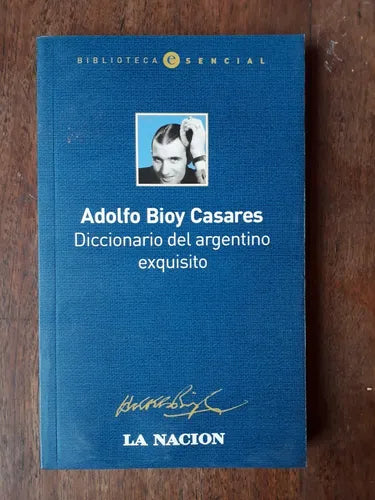 BIBLIOTECA eSENCIAL
Adolfo Bioy Casares
Diccionario del argentino
exquisito
LA NACION